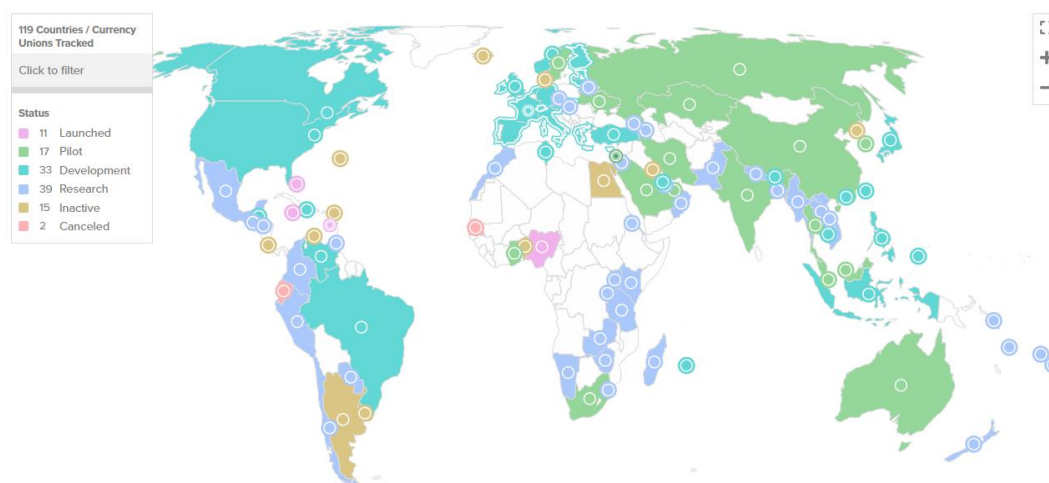 119 Countries / Currency
Unions Tracked
Click to filter
Status
11 Launched
17 Pilot
33 Development
39 Research
15 Inactive
2 Canceled